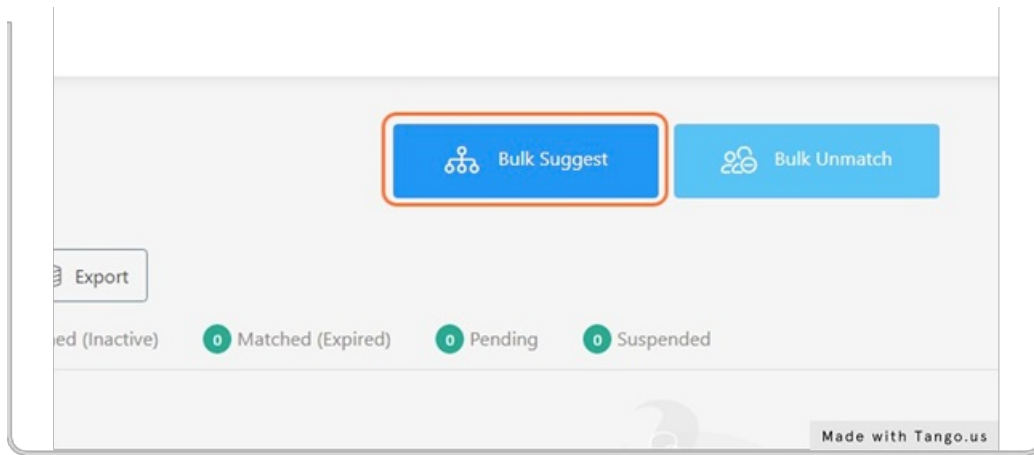 Bulk Suggest Bulk Unmatch
Export
ed (Inactive) 0 Matched (Expired) 0 Pending 0 Suspended
Made with Tango.us